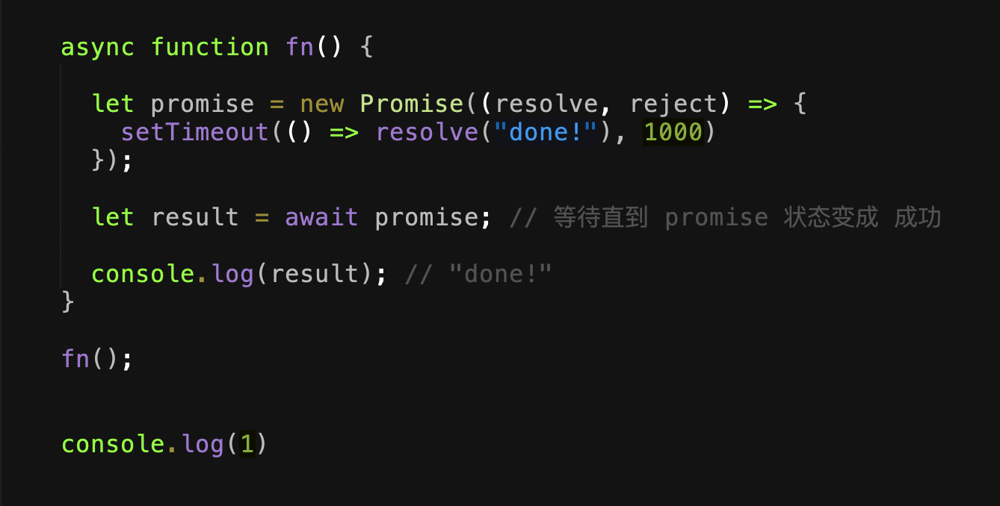 async function fn() {
let promise = new Promise((resolve, reject) => {
setTimeout(() => resolve("done!"), 1000)
});
let result = await promise; // 等待直到 promise 状态变成 成功
console.log(result); // "done!"
}
fn();
console.log(1)